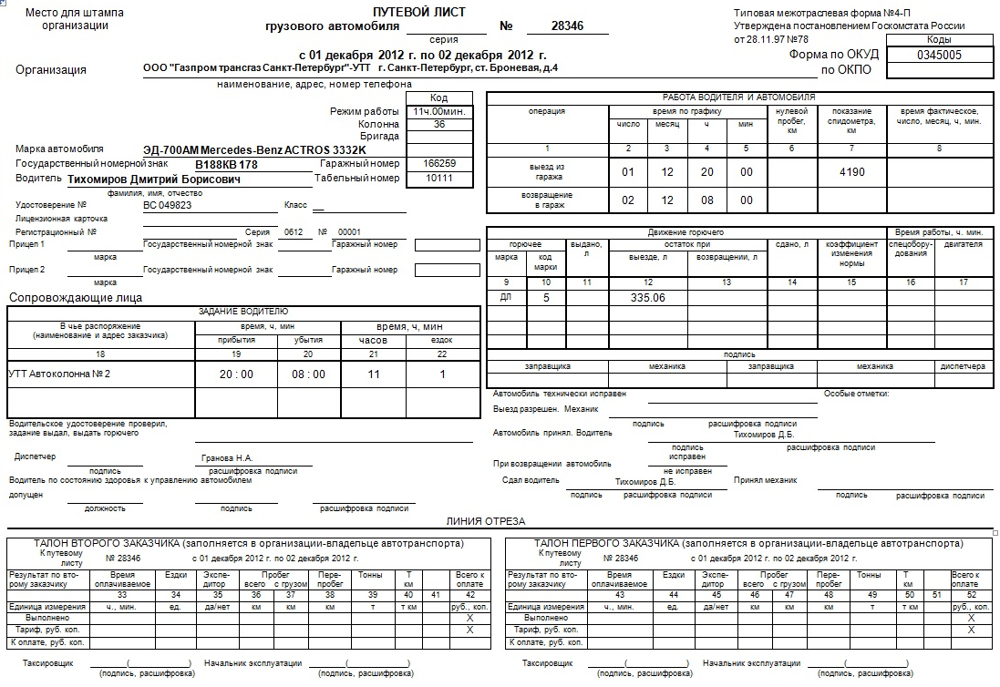 Место для штампа
организации
ПУТЕВОЙ ЛИСТ
грузового автомобиля № 28346
серия
Типовая межотраслевая форма №4-П
Утверждена постановлением Госкомстата России
от 28.11.97 №78
Коды
Форма по ОКУД 0345005
по ОКПО
с 01 декабря 2012 г. по 02 декабря 2012 г.
Организация ООО "Газпром трансгаз Санкт-Петербург"-УТТ г. Санкт-Петербург, ст. Броневая, д.4
наименование, адрес, номер телефона
Код
Режим работы 11ч.00мин.
Колонна 36
Бригада
Марка автомобиля ЭД-700АМ Mercedes-Benz ACTROS 3332K
Государственный номерной знак В188КВ 178 Гаражный номер 166259
Водитель Тихомиров Дмитрий Борисович Табельный номер 10111
фамилия, имя, отчество
Удостоверение № ВС 049823 Класс
Лицензионная карточка
Регистрационный № Серия 0612 № 00001
Прицеп 1 Государственный номерной знак Гаражный номер
марка
Прицеп 2 Государственный номерной знак Гаражный номер
марка
Сопровождающие лица
РАБОТА ВОДИТЕЛЯ И АВТОМОБИЛЯ
операция время по графику нулевой пробег, км показание спидометра, км время фактическое, число, месяц, ч, мин.
число месяц ч мин
1 2 3 4 5 6 7 8
выезд из гаража 01 12 20 00 4190
возвращение в гараж 02 12 08 00
Движение горючего Время работы, ч. мин.
горючее выдано, л остаток при сдано, л коэффициент изменения нормы спецоборудования двигателя
марка код марки выезде, л возвращении, л
9 10 11 12 13 14 15 16 17
ДЛ 5 335.06
подпись
заправщика механика заправщика механика диспетчера
ЗАДАНИЕ ВОДИТЕЛЮ
В чье распоряжение (наименование и адрес заказчика) время, ч, мин время, ч, мин
прибытия убытия часов ездок
18 19 20 21 22
УТТ Автоколонна № 2 20 : 00 08 : 00 11 1
Водительское удостоверение проверил,
задание выдал, выдать горючего
Диспетчер Гранова Н.А.
подпись расшифровка подписи
Водитель по состоянию здоровья к управлению автомобилем
допущен
должность подпись расшифровка подписи
Автомобиль технически исправен Особые отметки:
Выезд разрешен. Механик
подпись расшифровка подписи
Автомобиль принял. Водитель Тихомиров Д.Б.
подпись расшифровка подписи
исправен
При возвращении автомобиль
не исправен
Сдал водитель Тихомиров Д.Б. Принял механик
подпись расшифровка подписи подпись расшифровка подписи
ЛИНИЯ ОТРЕЗА
ТАЛОН ВТОРОГО ЗАКАЗЧИКА (заполняется в организации-владельце автотранспорта)
К путевому листу № 28346 с 01 декабря 2012 г. по 02 декабря 2012 г.
Результат по второму заказчику Время оплачиваемое Ездки Экспедитор Пробег всего с грузом Перепробег Тонны Т км Всего к оплате
33 34 35 36 37 38 39 40 41 42
Единица измерения ч., мин. ед. да/нет км км км т т км руб., коп.
Выполнено X
Тариф, руб. коп. X
К оплате, руб. коп.
Таксировщик ( ) Начальник эксплуатации ( )
(подпись, расшифровка) (подпись, расшифровка)
ТАЛОН ПЕРВОГО ЗАКАЗЧИКА (заполняется в организации-владельце автотранспорта)
К путевому листу № 28346 с 01 декабря 2012 г. по 02 декабря 2012 г.
Результат по второму заказчику Время оплачиваемое Ездки Экспедитор Пробег всего с грузом Перепробег Тонны Т км Всего к оплате
43 44 45 46 47 48 49 50 51 52
Единица измерения ч., мин. ед. да/нет км км км т т км руб., коп.
Выполнено X
Тариф, руб. коп. X
К оплате, руб. коп.
Таксировщик ( ) Начальник эксплуатации ( )
(подпись, расшифровка) (подпись, расшифровка)